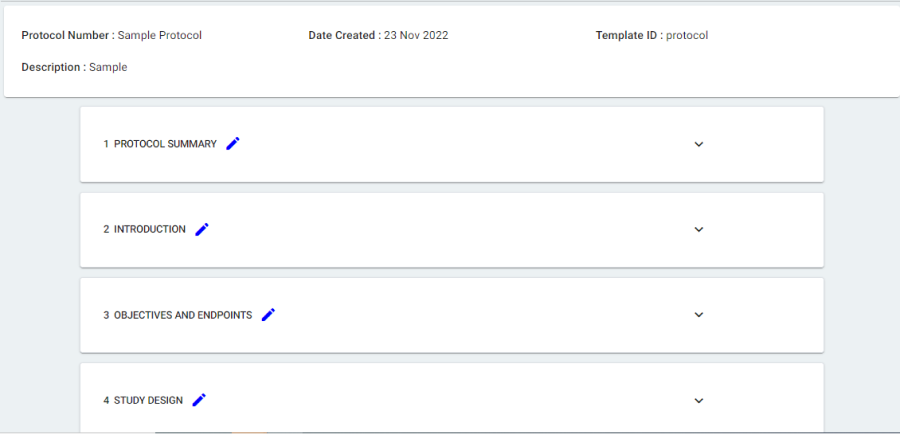 Protocol Number : Sample Protocol Date Created : 23 Nov 2022 Template ID : protocol
Description : Sample
1 PROTOCOL SUMMARY
2 INTRODUCTION
3 OBJECTIVES AND ENDPOINTS
4 STUDY DESIGN